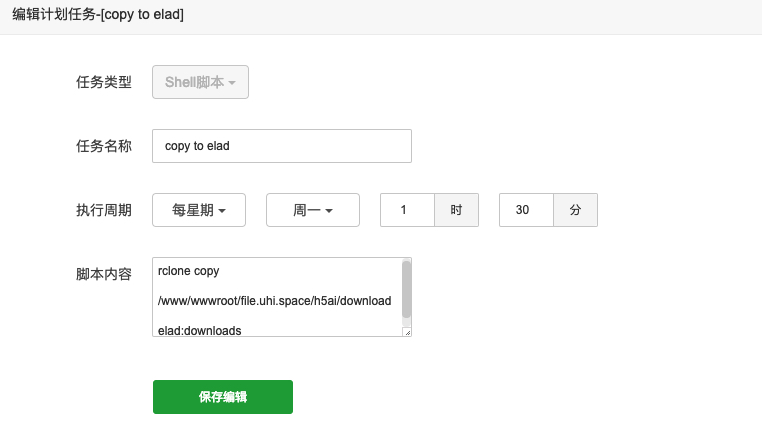 编辑计划任务-[copy to elad]
任务类型 Shell脚本
任务名称 copy to elad
执行周期 每星期 周一 1 时 30 分
脚本内容 rclone copy
/www/wwwroot/file.uhi.space/h5ai/download
elad:downloads
保存编辑